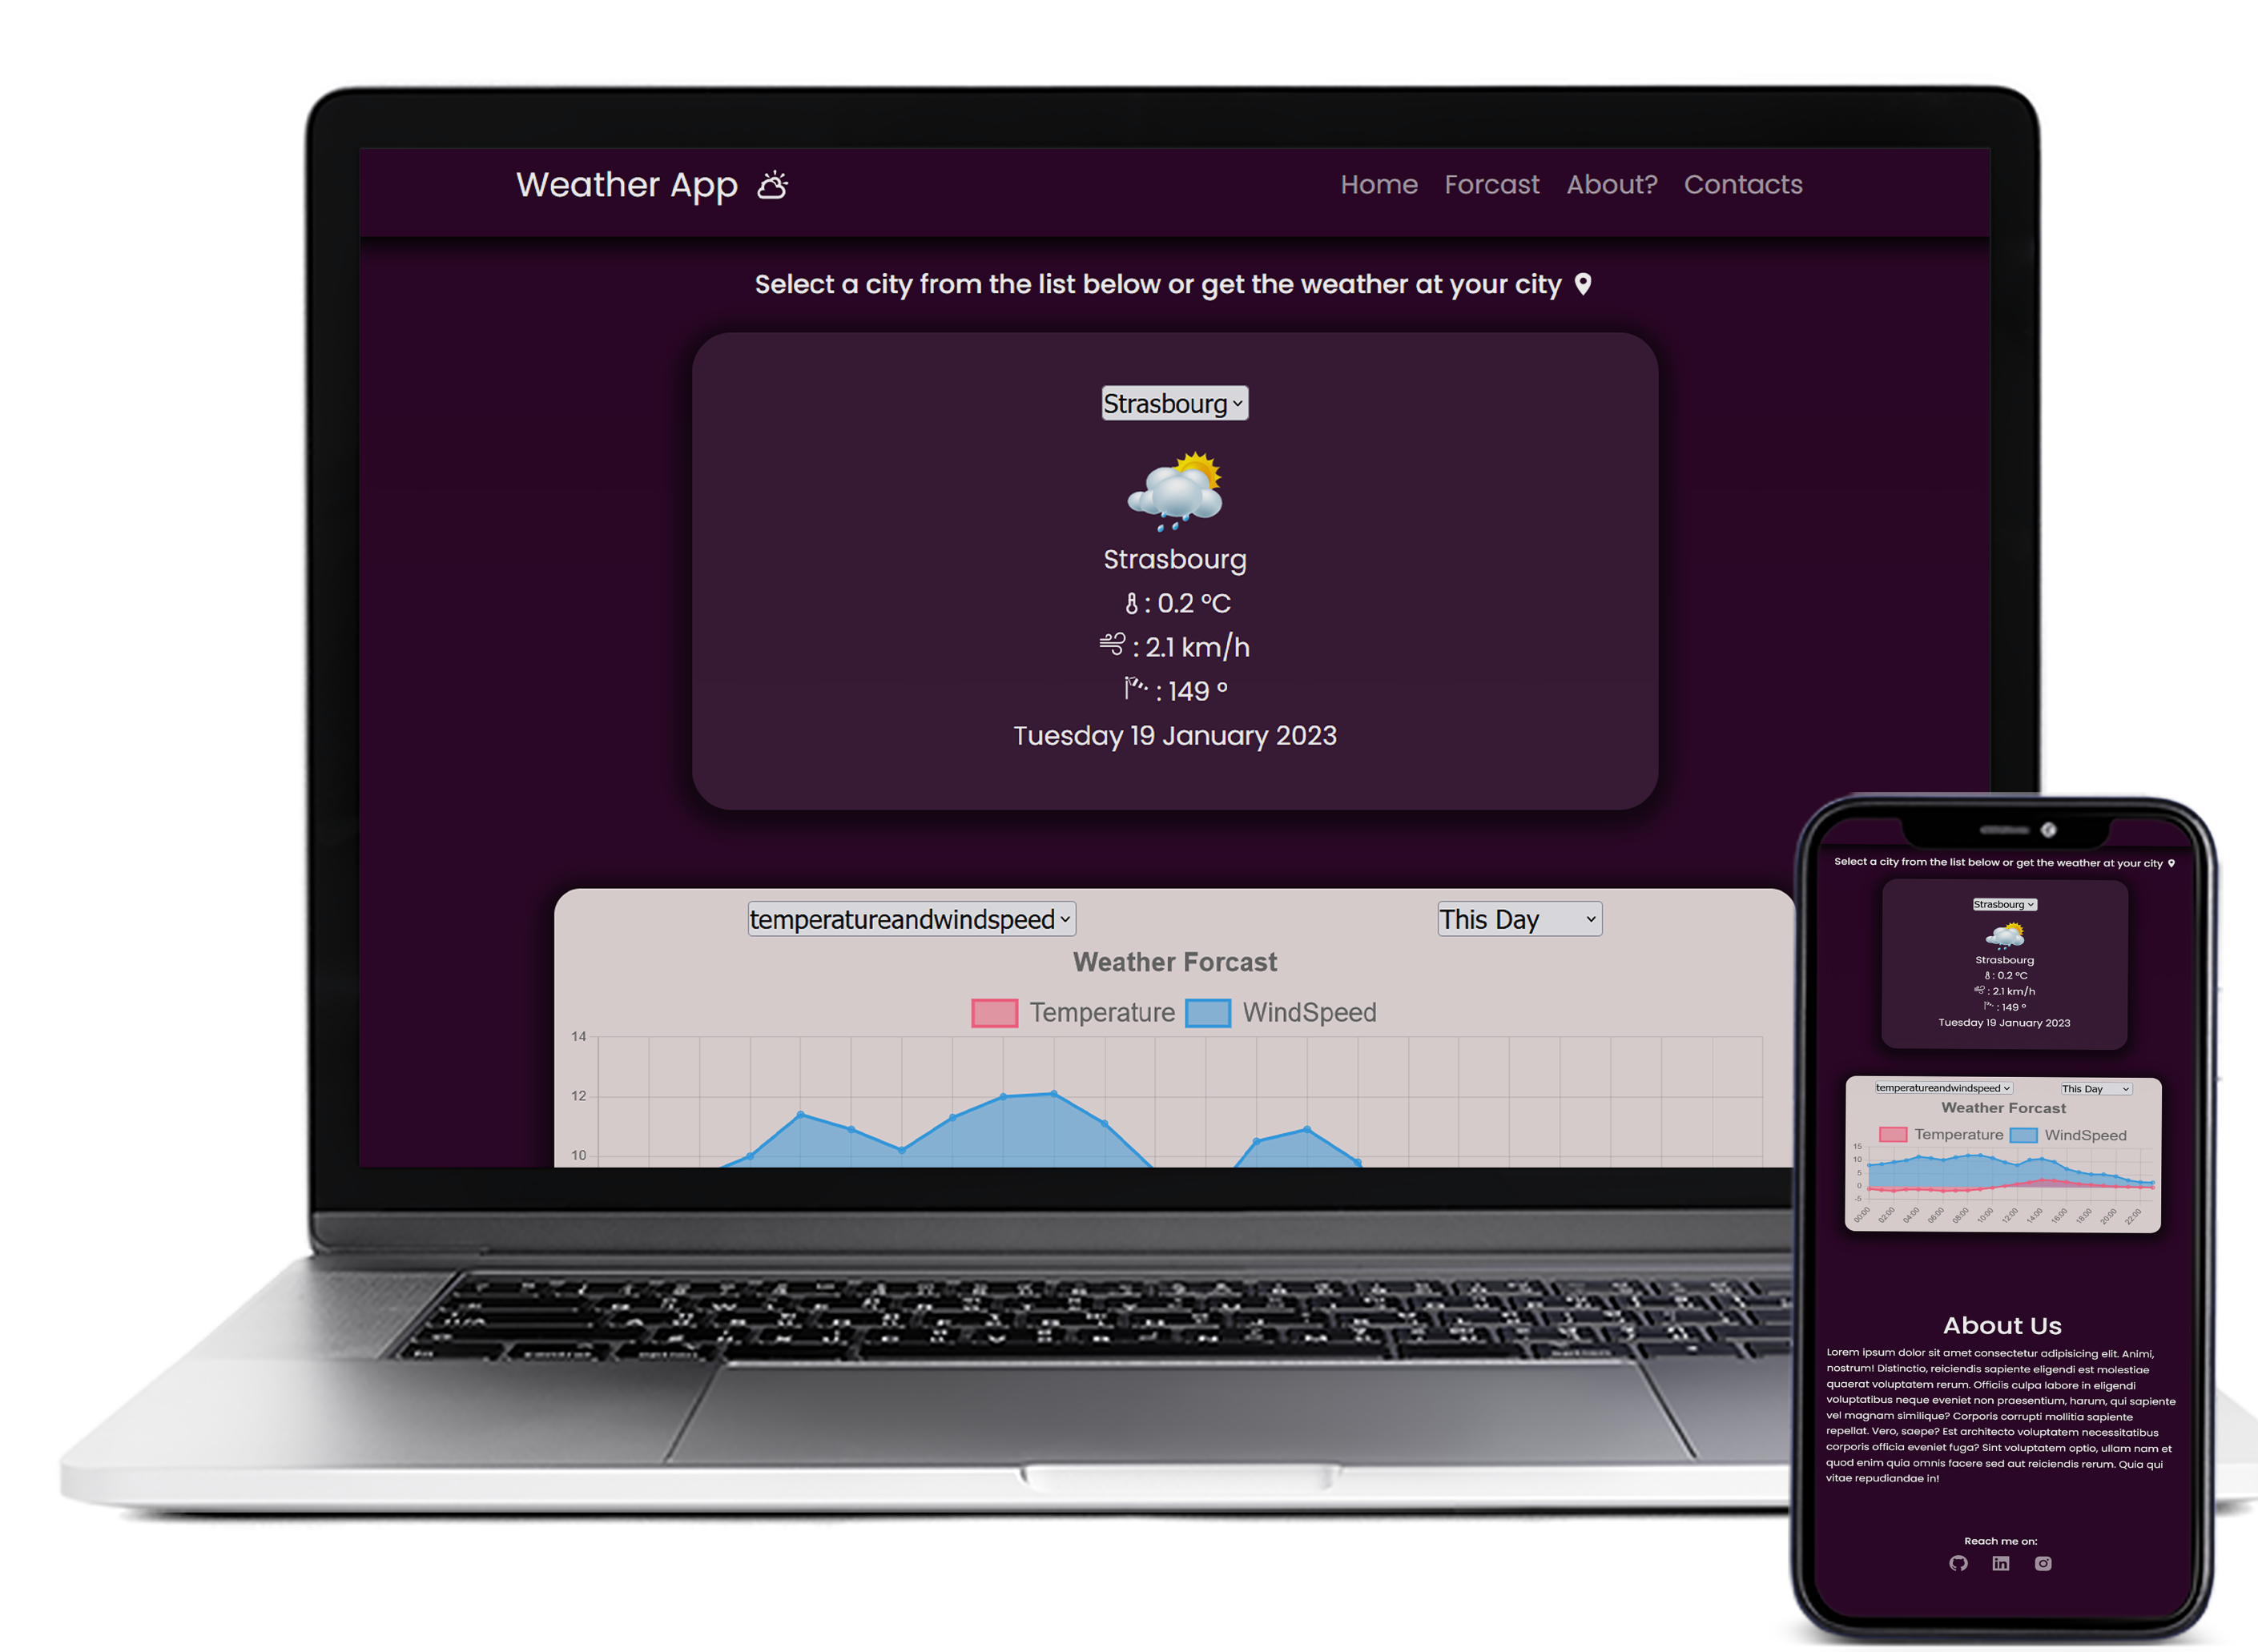 Weather App
Home Forcast About? Contacts
Select a city from the list below or get the weather at your city
Strasbourg
Strasbourg
: 0.2 °C
: 2.1 km/h
: 149 °
Tuesday 19 January 2023
temperatureandwindspeed
This Day
Weather Forcast
Temperature WindSpeed
14
12
10
Select a city from the list below or get the weather at your city
Strasbourg
Strasbourg
: 0.2 °C
: 2.1 km/h
: 149 °
Tuesday 19 January 2023
temperatureandwindspeed
This Day
Weather Forcast
Temperature WindSpeed
15
10
5
0
-5
00:00 02:00 04:00 06:00 08:00 10:00 12:00 14:00 16:00 18:00 20:00 22:00
About Us
Lorem ipsum dolor sit amet consectetur adipisicing elit. Animi,
nostrum! Distinctio, reiciendis sapiente eligendi est molestiae
quaerat voluptatem rerum. Officiis culpa labore in eligendi
voluptatibus neque eveniet non praesentium, harum, qui sapiente
vel magnam similique? Corporis corrupti mollitia sapiente
repellat. Vero, saepe? Est architecto voluptatem necessitatibus
corporis officia eveniet fuga? Sint voluptatem optio, ullam nam et
quod enim quia omnis facere sed aut reiciendis rerum. Quia qui
vitae repudiandae in!
Reach me on:
in